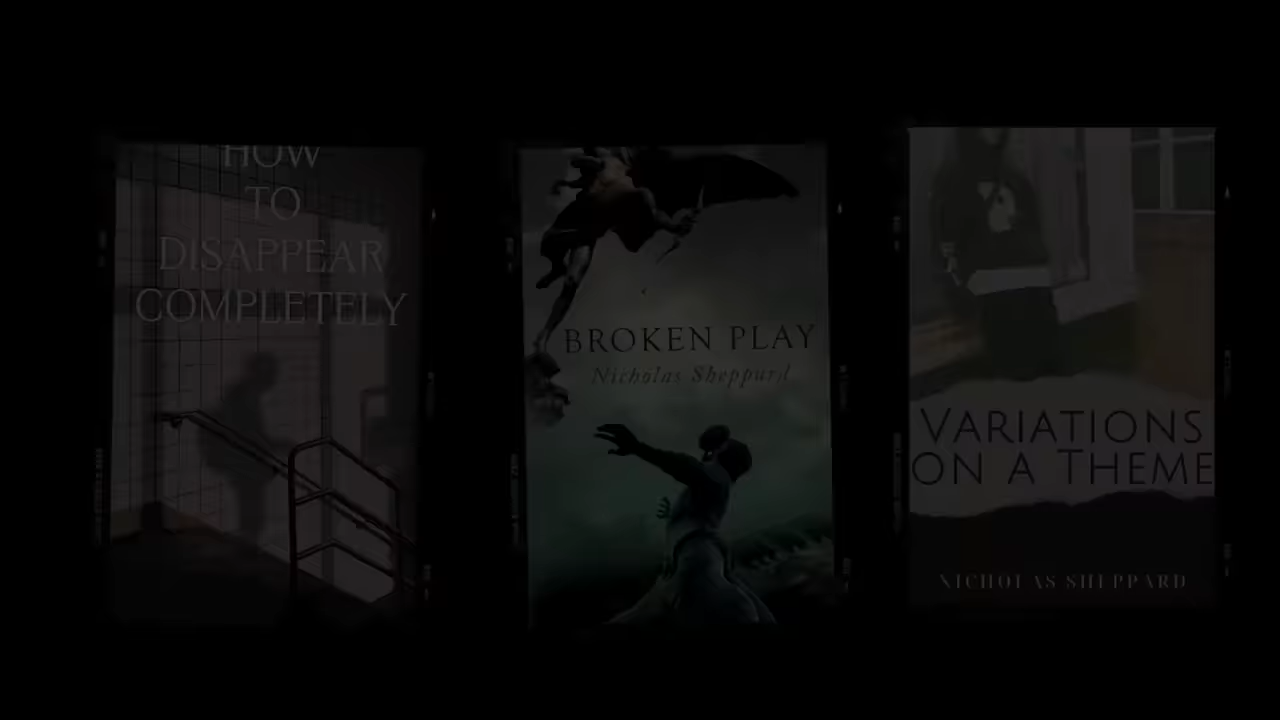 HOW
TO
DISAPPEAR
COMPLETELY
BROKEN PLAY
Nicholas Sheppard
VARIATIONS
ON A THEME
NICHOLAS SHEPPARD